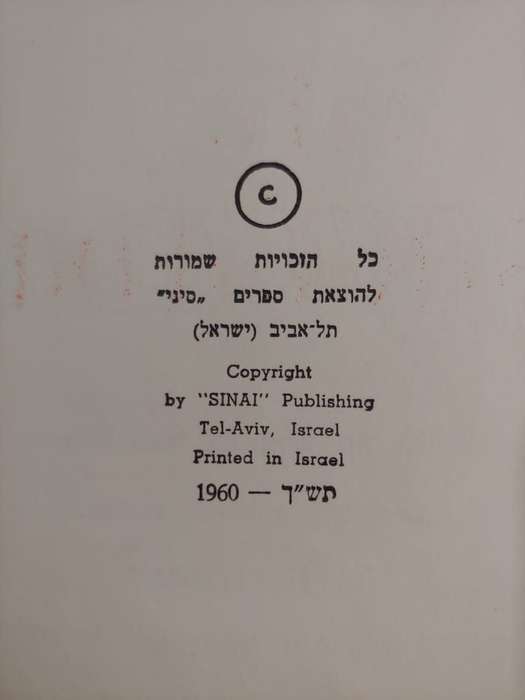 ©
כל הזכויות שמורות
להוצאת ספרים „סיני”
תל־אביב (ישראל)
Copyright
by "SINAI" Publishing
Tel-Aviv, Israel
Printed in Israel
תש"ך — 1960